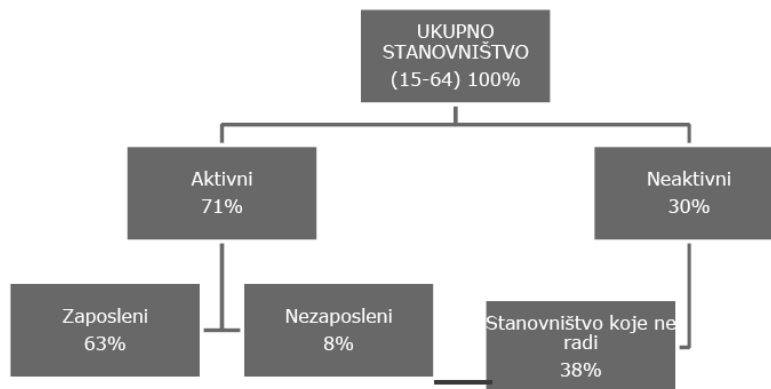 UKUPNO
STANOVNIŠTVO
(15-64) 100%
Aktivni
71%
Neaktivni
30%
Zaposleni
63%
Nezaposleni
8%
Stanovništvo koje ne
radi
38%